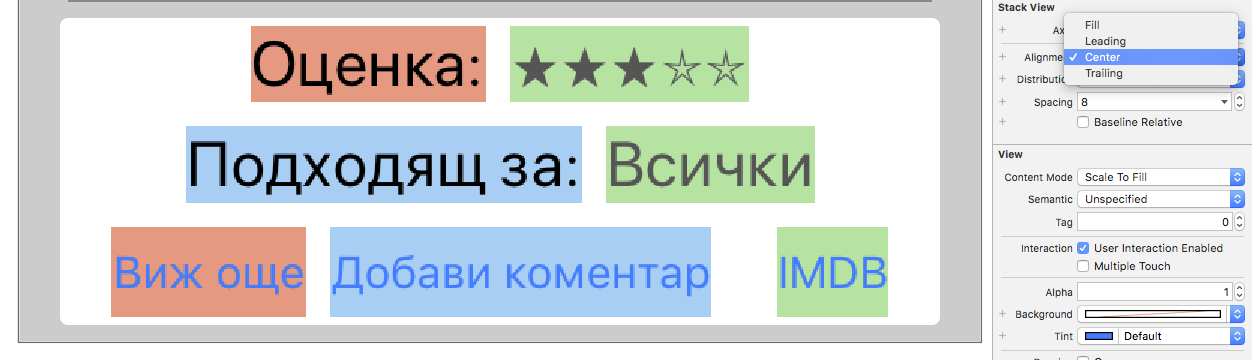 Stack View
Fill
Leading
Center
Trailing
Оценка: ★★★☆☆
Подходящ за: Всички
Виж още Добави коментар IMDB
Spacing 8
Baseline Relative
View
Content Mode Scale To Fill
Semantic Unspecified
Tag 0
Interaction User Interaction Enabled
Multiple Touch
Alpha 1
Background
Tint Default